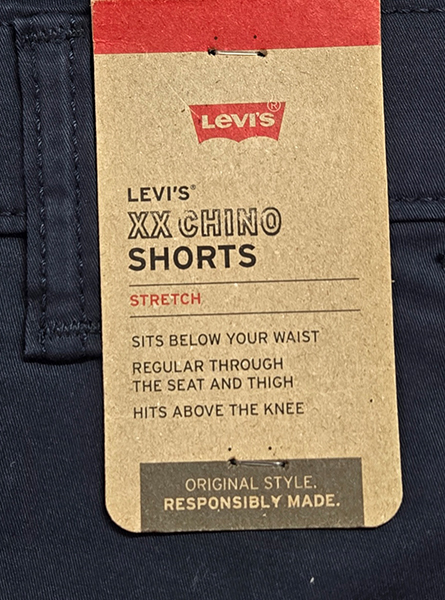 Levi's®
LEVI'S®
XX CHINO
SHORTS
STRETCH
SITS BELOW YOUR WAIST
REGULAR THROUGH
THE SEAT AND THIGH
HITS ABOVE THE KNEE
ORIGINAL STYLE.
RESPONSIBLY MADE.